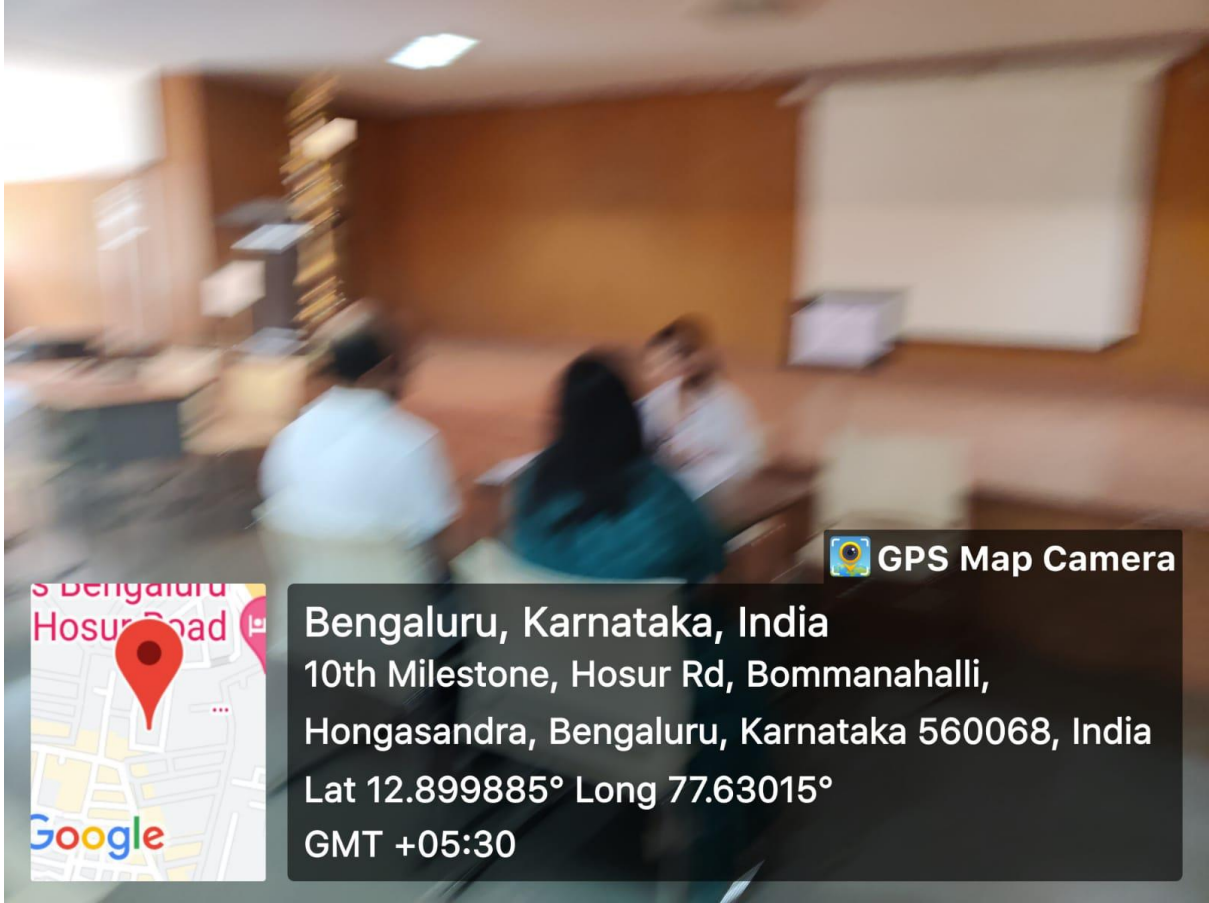 GPS Map Camera
Hosur Road
Google
Bengaluru, Karnataka, India
10th Milestone, Hosur Rd, Bommanahalli,
Hongasandra, Bengaluru, Karnataka 560068, India
Lat 12.899885° Long 77.63015°
GMT +05:30